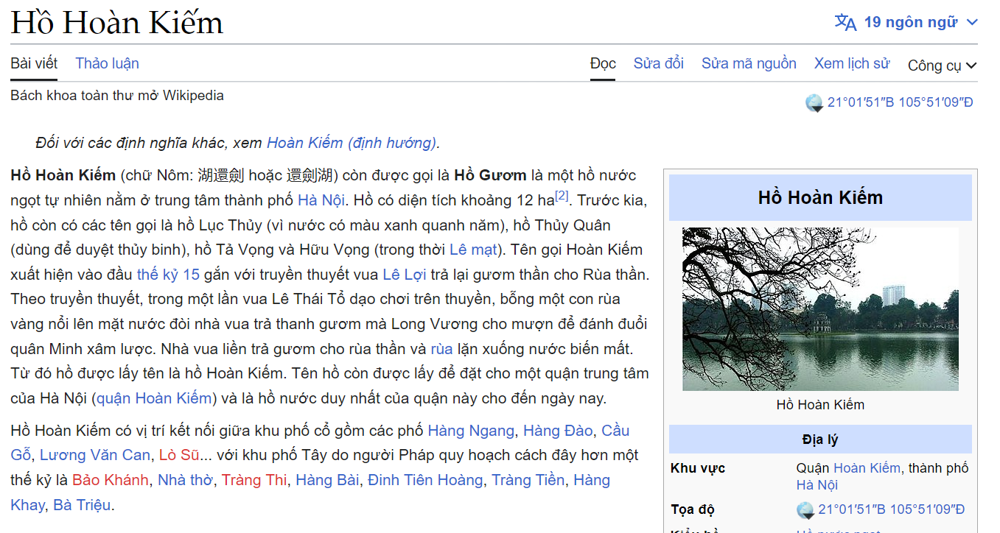 Hồ Hoàn Kiếm
19 ngôn ngữ
Bài viết Thảo luận Đọc Sửa đổi Sửa mã nguồn Xem lịch sử Công cụ
Bách khoa toàn thư mở Wikipedia
21°01′51″B 105°51′09″Đ
Đối với các định nghĩa khác, xem Hoàn Kiếm (định hướng).
Hồ Hoàn Kiếm (chữ Nôm: 湖還劍 hoặc 還劍湖) còn được gọi là Hồ Gươm là một hồ nước
ngọt tự nhiên nằm ở trung tâm thành phố Hà Nội. Hồ có diện tích khoảng 12 ha[2]. Trước kia,
hồ còn có các tên gọi là hồ Lục Thủy (vì nước có màu xanh quanh năm), hồ Thủy Quân
(dùng để duyệt thủy binh), hồ Tả Vọng và Hữu Vọng (trong thời Lê mạt). Tên gọi Hoàn Kiếm
xuất hiện vào đầu thế kỷ 15 gắn với truyền thuyết vua Lê Lợi trả lại gươm thần cho Rùa thần.
Theo truyền thuyết, trong một lần vua Lê Thái Tổ dạo chơi trên thuyền, bỗng một con rùa
vàng nổi lên mặt nước đòi nhà vua trả thanh gươm mà Long Vương cho mượn để đánh đuổi
quân Minh xâm lược. Nhà vua liền trả gươm cho rùa thần và rùa lặn xuống nước biến mất.
Từ đó hồ được lấy tên là hồ Hoàn Kiếm. Tên hồ còn được lấy để đặt cho một quận trung tâm
của Hà Nội (quận Hoàn Kiếm) và là hồ nước duy nhất của quận này cho đến ngày nay.
Hồ Hoàn Kiếm có vị trí kết nối giữa khu phố cổ gồm các phố Hàng Ngang, Hàng Đào, Cầu
Gỗ, Lương Văn Can, Lò Sũ... với khu phố Tây do người Pháp quy hoạch cách đây hơn một
thế kỷ là Bảo Khánh, Nhà thờ, Tràng Thi, Hàng Bài, Đinh Tiên Hoàng, Tràng Tiền, Hàng
Khay, Bà Triệu.
Hồ Hoàn Kiếm
Hồ Hoàn Kiếm
Địa lý
Khu vực Quận Hoàn Kiếm, thành phố
Hà Nội
Tọa độ 21°01′51″B 105°51′09″Đ